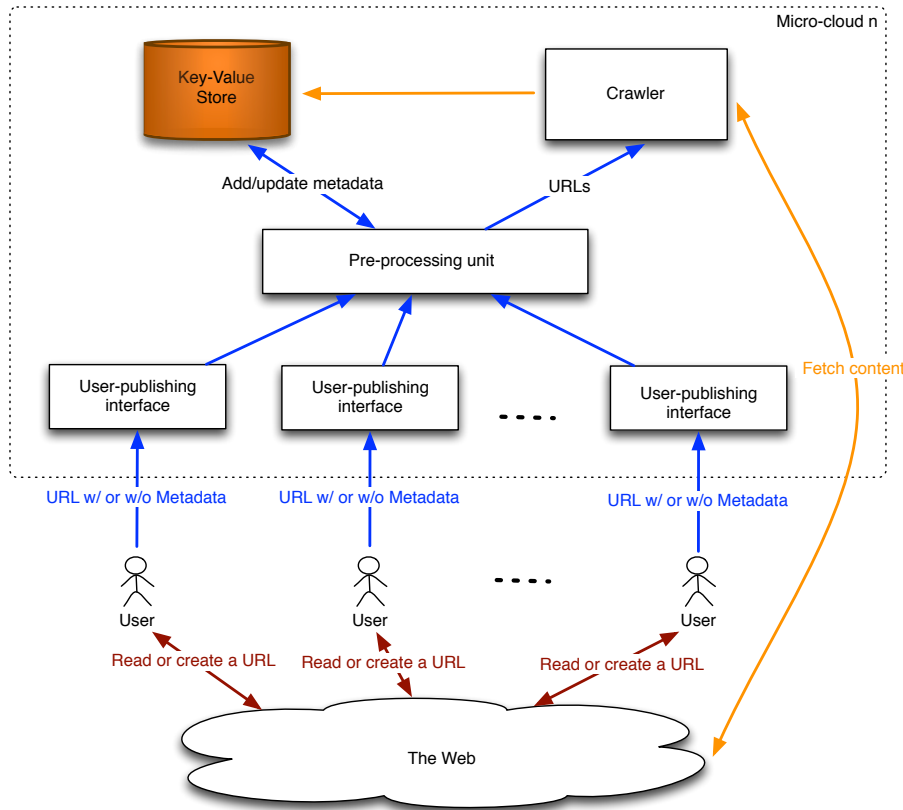 Micro-cloud n
Key-Value
Store
Crawler
Add/update metadata
URLs
Pre-processing unit
Fetch content
User-publishing
interface
User-publishing
interface
User-publishing
interface
URL w/ or w/o Metadata
URL w/ or w/o Metadata
URL w/ or w/o Metadata
User
User
User
Read or create a URL
Read or create a URL
Read or create a URL
The Web